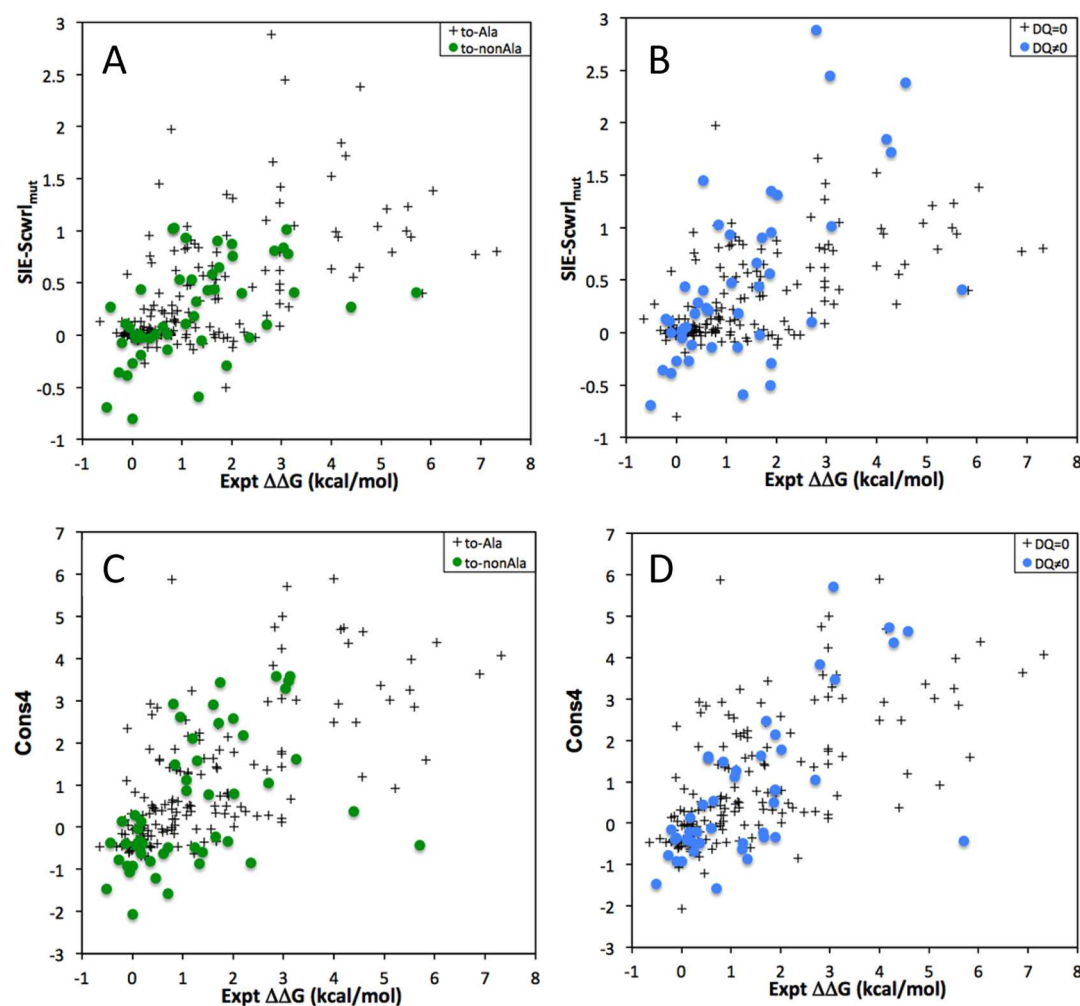 A
+ to-Ala
to-nonAla
3
2.5
2
1.5
1
0.5
0
-0.5
-1
SIE-Scwrl mut
-1 0 1 2 3 4 5 6 7 8
Expt ΔΔG (kcal/mol)
B
+ DQ=0
DQ≠0
3
2.5
2
1.5
1
0.5
0
-0.5
-1
-1 0 1 2 3 4 5 6 7 8
Expt ΔΔG (kcal/mol)
C
+ to-Ala
to-nonAla
7
6
5
4
3
2
1
0
-1
-2
-3
Cons4
-1 0 1 2 3 4 5 6 7 8
Expt ΔΔG (kcal/mol)
D
+ DQ=0
DQ≠0
7
6
5
4
3
2
1
0
-1
-2
-3
Cons4
-1 0 1 2 3 4 5 6 7 8
Expt ΔΔG (kcal/mol)